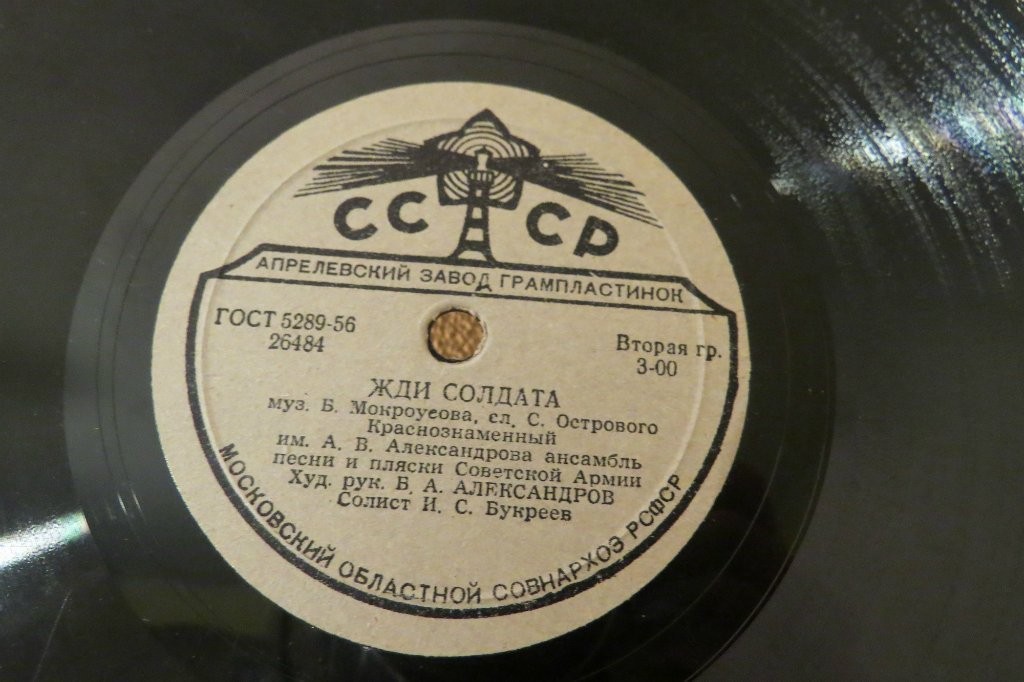 СССР
АПРЕЛЕВСКИЙ ЗАВОД ГРАМПЛАСТИНОК
ГОСТ 5289-56
26484
Вторая гр.
3-00
ЖДИ СОЛДАТА
муз. Б. Мокроусова, сл. С. Острового
Краснознаменный
им. А. В. Александрова ансамбль
песни и пляски Советской Армии
Худ. рук. Б. А. АЛЕКСАНДРОВ
Солист И. С. Букреев
МОСКОВСКИЙ ОБЛАСТНОЙ СОВНАРХОЗ РСФСР